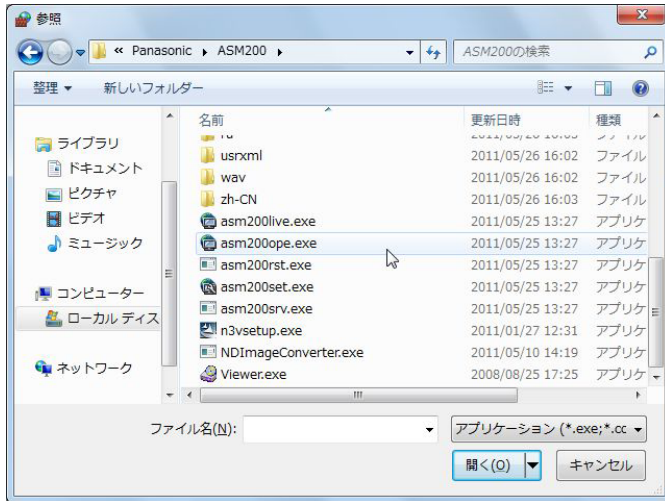 参照
« Panasonic ▸ ASM200 ▸
ASM200の検索
整理 ▼ 新しいフォルダー
名前 更新日時 種類
ライブラリ
ドキュメント
ピクチャ
ビデオ
ミュージック
コンピューター
ローカル ディス
ネットワーク
usrxml 2011/05/26 16:02 ファイル
wav 2011/05/26 16:02 ファイル
zh-CN 2011/05/26 16:03 ファイル
asm200live.exe 2011/05/25 13:27 アプリケ
asm200ope.exe 2011/05/25 13:27 アプリケ
asm200rst.exe 2011/05/25 13:27 アプリケ
asm200set.exe 2011/05/25 13:27 アプリケ
asm200srv.exe 2011/05/25 13:27 アプリケ
n3vsetup.exe 2011/01/27 12:31 アプリケ
NDImageConverter.exe 2011/05/10 14:19 アプリケ
Viewer.exe 2008/08/25 17:25 アプリケ
ファイル名(N): アプリケーション (*.exe;*.cc
開く(O) キャンセル